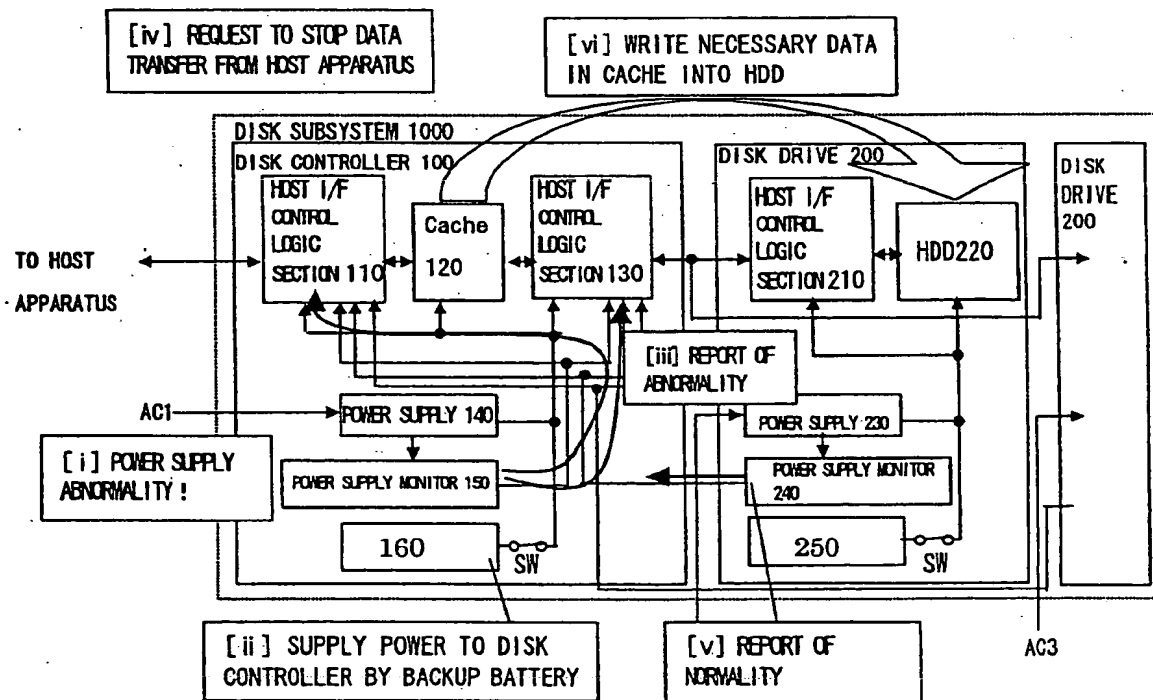 [iv] REQUEST TO STOP DATA
TRANSFER FROM HOST APPARATUS
[vi] WRITE NECESSARY DATA
IN CACHE INTO HDD
DISK SUBSYSTEM 1000
DISK CONTROLLER 100
HOST I/F
CONTROL
LOGIC
SECTION 110
Cache
120
HOST I/F
CONTROL
LOGIC
SECTION 130
DISK DRIVE 200
HOST I/F
CONTROL
LOGIC
SECTION 210
HDD220
DISK
DRIVE
200
TO HOST
APPARATUS
[iii] REPORT OF
ABNORMALITY
AC1
POWER SUPPLY 140
POWER SUPPLY 230
[i] POWER SUPPLY
ABNORMALITY!
POWER SUPPLY MONITOR 150
POWER SUPPLY MONITOR
240
160
SW
250
SW
[ii] SUPPLY POWER TO DISK
CONTROLLER BY BACKUP BATTERY
[v] REPORT OF
NORMALITY
AC3